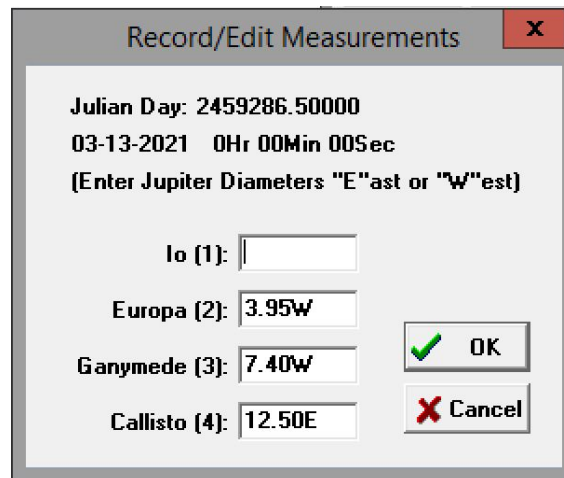 Record/Edit Measurements
x
Julian Day: 2459286.50000
03-13-2021 0Hr 00Min 00Sec
(Enter Jupiter Diameters "E"ast or "W"est)
Io (1):
Europa (2): 3.95W
Ganymede (3): 7.40W
OK
Callisto (4): 12.50E
Cancel